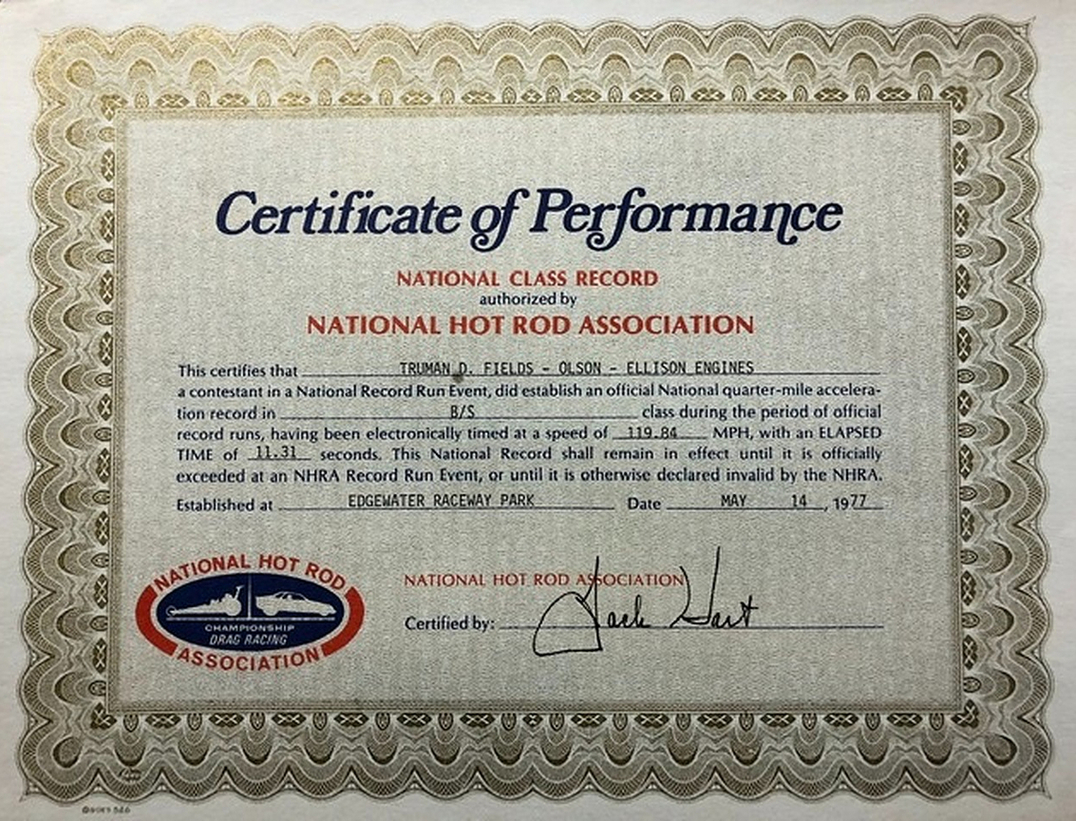 Certificate of Performance
NATIONAL CLASS RECORD
authorized by
NATIONAL HOT ROD ASSOCIATION
This certifies that TRUMAN D. FIELDS - OLSON - ELLISON ENGINES
a contestant in a National Record Run Event, did establish an official National quarter-mile accelera-
tion record in B/S class during the period of official
record runs, having been electronically timed at a speed of 119.84 MPH, with an ELAPSED
TIME of 11.31 seconds. This National Record shall remain in effect until it is officially
exceeded at an NHRA Record Run Event, or until it is otherwise declared invalid by the NHRA.
Established at EDGEWATER RACEWAY PARK Date MAY 14, 1977
NATIONAL HOT ROD
CHAMPIONSHIP
DRAG RACING
ASSOCIATION
NATIONAL HOT ROD ASSOCIATION
Certified by: Jack Hart